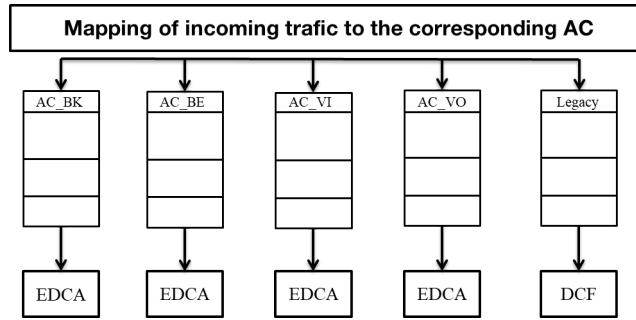 Mapping of incoming trafic to the corresponding AC
AC_BK AC_BE AC_VI AC_VO Legacy
EDCA EDCA EDCA EDCA DCF